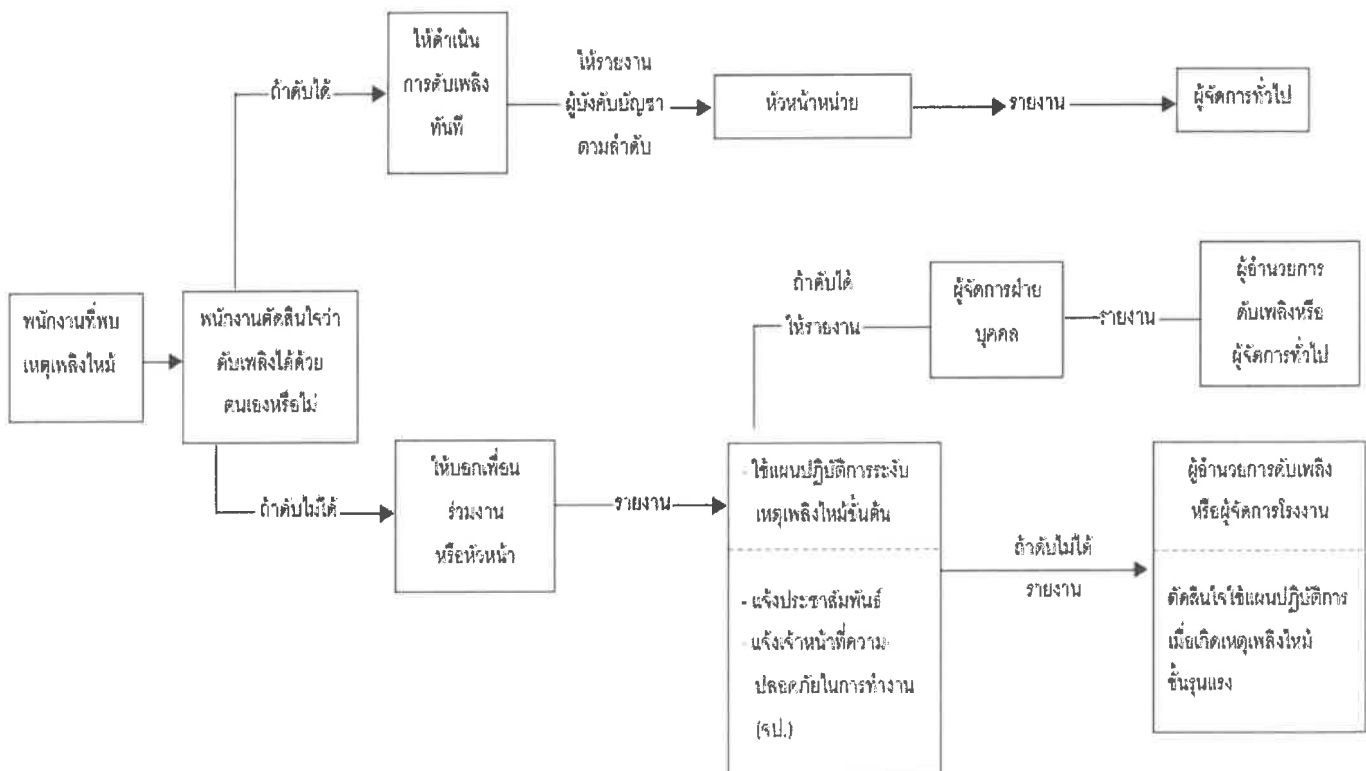 ให้ดำเนิน
การดับเพลิง
ทันที
ถ้าดับได้
ให้รายงาน
ผู้บังคับบัญชา
ตามลำดับ
หัวหน้าหน่วย
รายงาน
ผู้จัดการทั่วไป
พนักงานที่พบ
เหตุเพลิงไหม้
พนักงานตัดสินใจว่า
ดับเพลิงได้ด้วย
ตนเองหรือไม่
ถ้าดับได้
ให้รายงาน
ผู้จัดการฝ่าย
บุคคล
รายงาน
ผู้อำนวยการ
ดับเพลิงหรือ
ผู้จัดการทั่วไป
ถ้าดับไม่ได้
ให้บอกเพื่อน
ร่วมงาน
หรือหัวหน้า
รายงาน
- ใช้แผนปฏิบัติการระงับ
เหตุเพลิงไหม้ขั้นต้น
- แจ้งประชาสัมพันธ์
- แจ้งเจ้าหน้าที่ความ
ปลอดภัยในการทำงาน
(จป.)
ถ้าดับไม่ได้
รายงาน
ผู้อำนวยการดับเพลิง
หรือผู้จัดการโรงงาน
ตัดสินใจใช้แผนปฏิบัติการ
เมื่อเกิดเหตุเพลิงไหม้
ขั้นรุนแรง